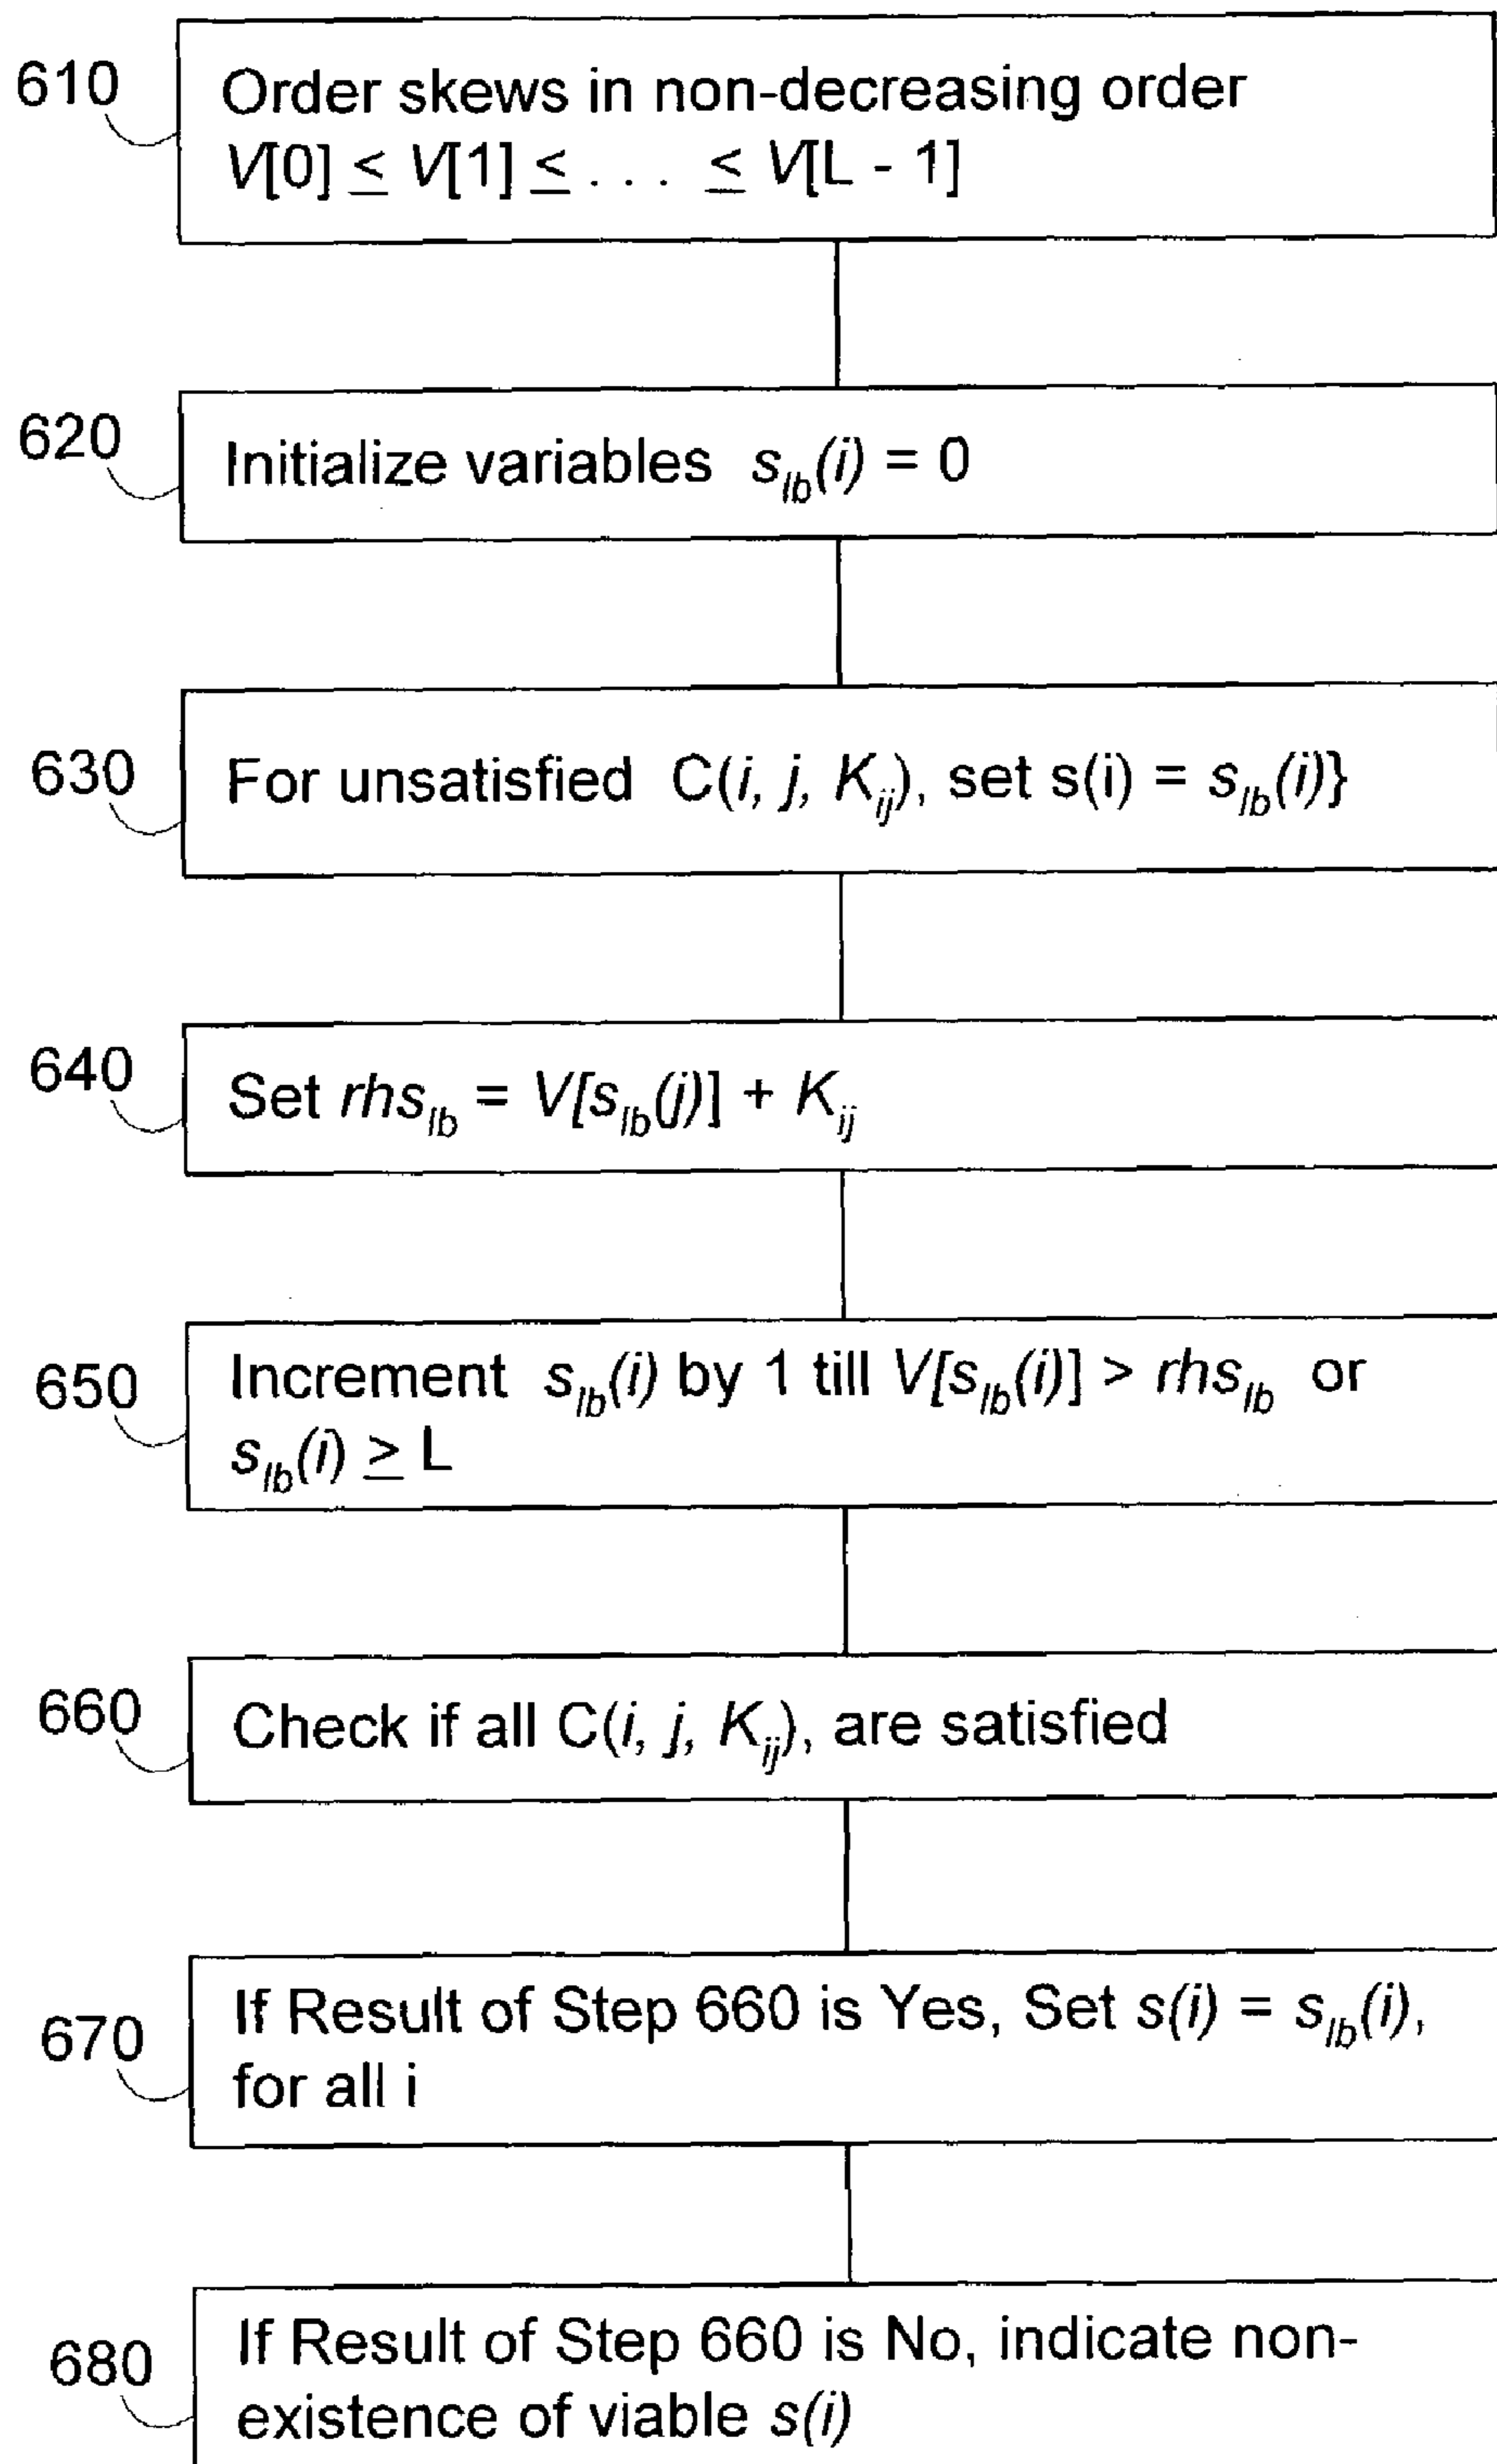 610
Order skews in non-decreasing order
V[0] ≤ V[1] ≤ . . . ≤ V[L - 1]
620
Initialize variables s_lb(i) = 0
630
For unsatisfied C(i, j, K_ij), set s(i) = s_lb(i)}
640
Set rhs_lb = V[s_lb(j)] + K_ij
650
Increment s_lb(i) by 1 till V[s_lb(i)] > rhs_lb or
s_lb(i) ≥ L
660
Check if all C(i, j, K_ij), are satisfied
670
If Result of Step 660 is Yes, Set s(i) = s_lb(i),
for all i
680
If Result of Step 660 is No, indicate non-
existence of viable s(i)